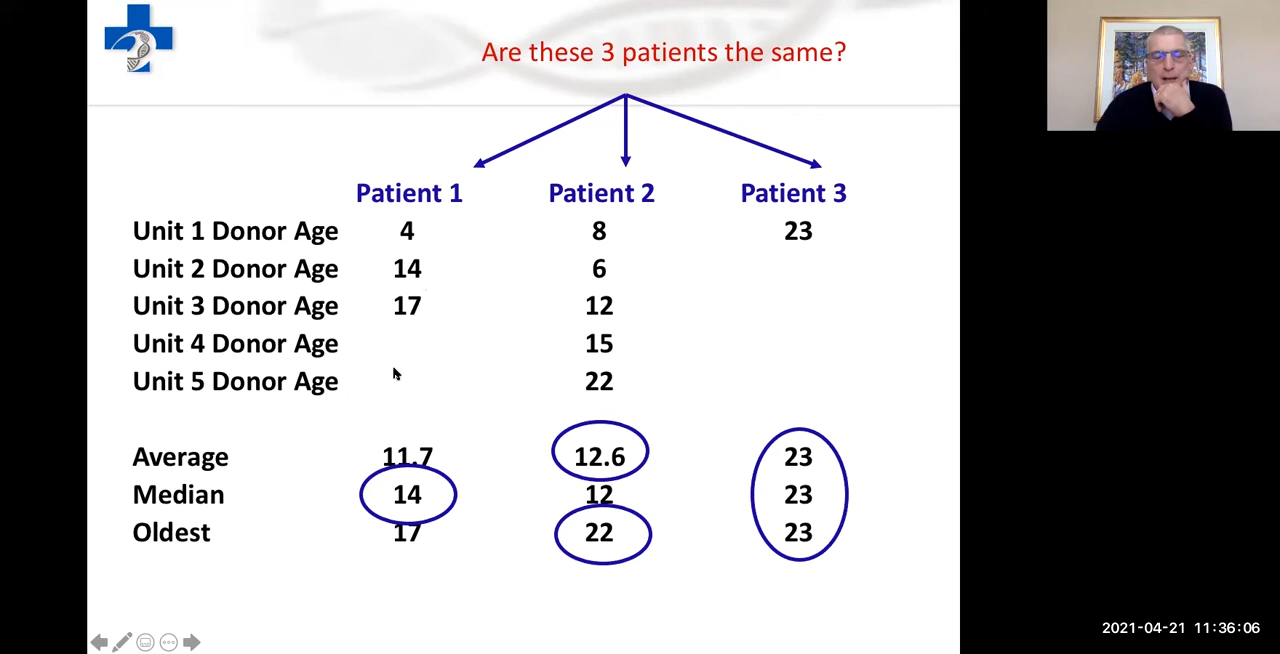 Are these 3 patients the same?
Patient 1 Patient 2 Patient 3
Unit 1 Donor Age 4 8 23
Unit 2 Donor Age 14 6
Unit 3 Donor Age 17 12
Unit 4 Donor Age 15
Unit 5 Donor Age 22
Average 11.7 12.6 23
Median 14 12 23
Oldest 17 22 23
2021-04-21 11:36:06